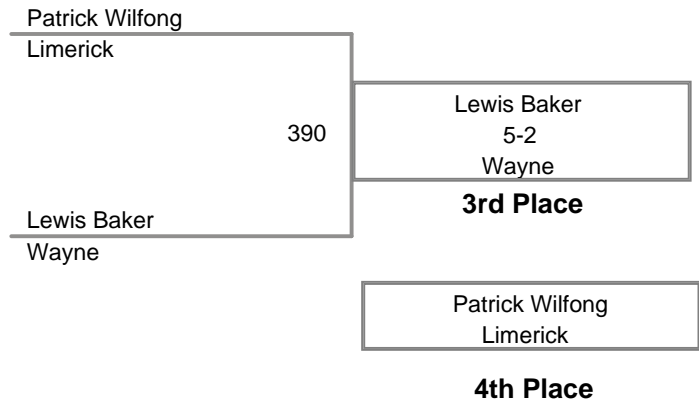 Patrick Wilfong
Limerick
390
Lewis Baker
5-2
Wayne
3rd Place
Lewis Baker
Wayne
Patrick Wilfong
Limerick
4th Place